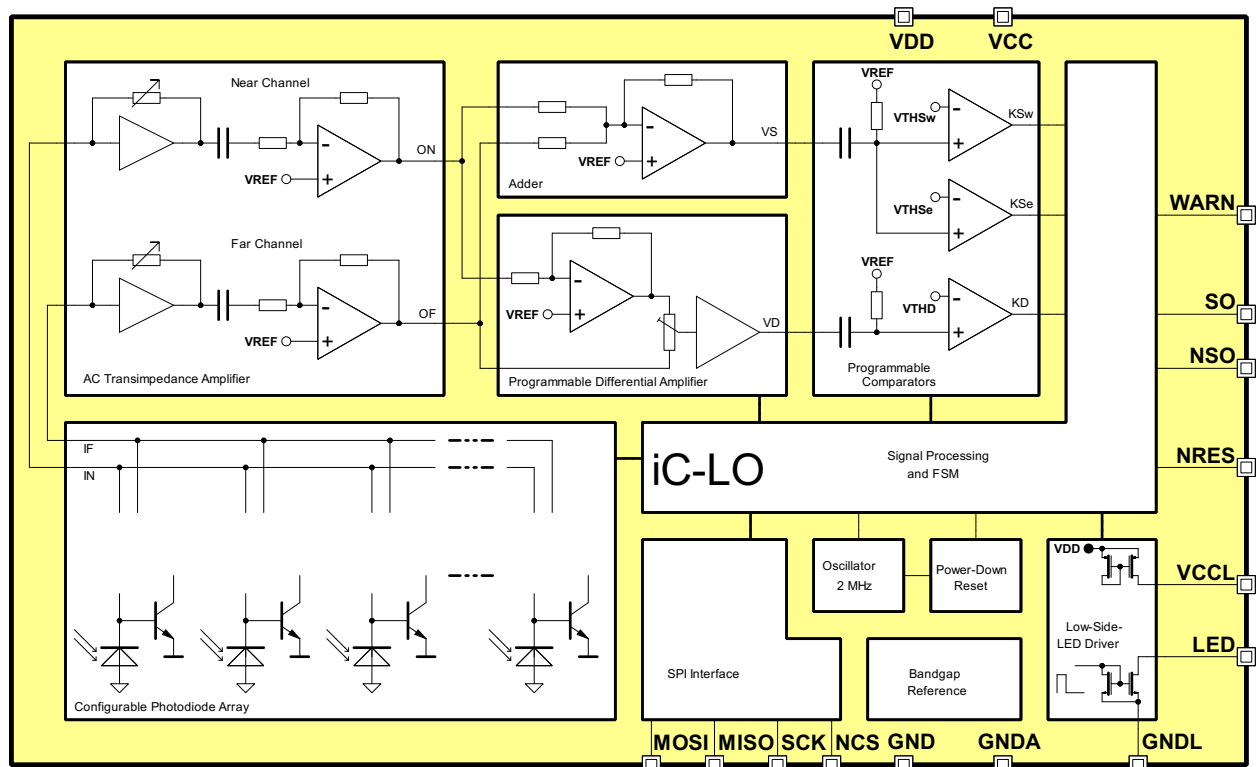 VDD
VCC
Near Channel
VREF
ON
Far Channel
VREF
OF
AC Transimpedance Amplifier
VREF
VS
Adder
VREF
VD
Programmable Differential Amplifier
VREF
VTHSw
KSw
VTHSe
KSe
VREF
VTHD
KD
Programmable
Comparators
WARN
SO
NSO
NRES
VCCL
LED
IF
IN
Configurable Photodiode Array
iC-LO
Signal Processing
and FSM
SPI Interface
Oscillator
2 MHz
Power-Down
Reset
Bandgap
Reference
VDD
Low-Side-
LED Driver
MOSI
MISO
SCK
NCS
GND
GNDA
GNDL